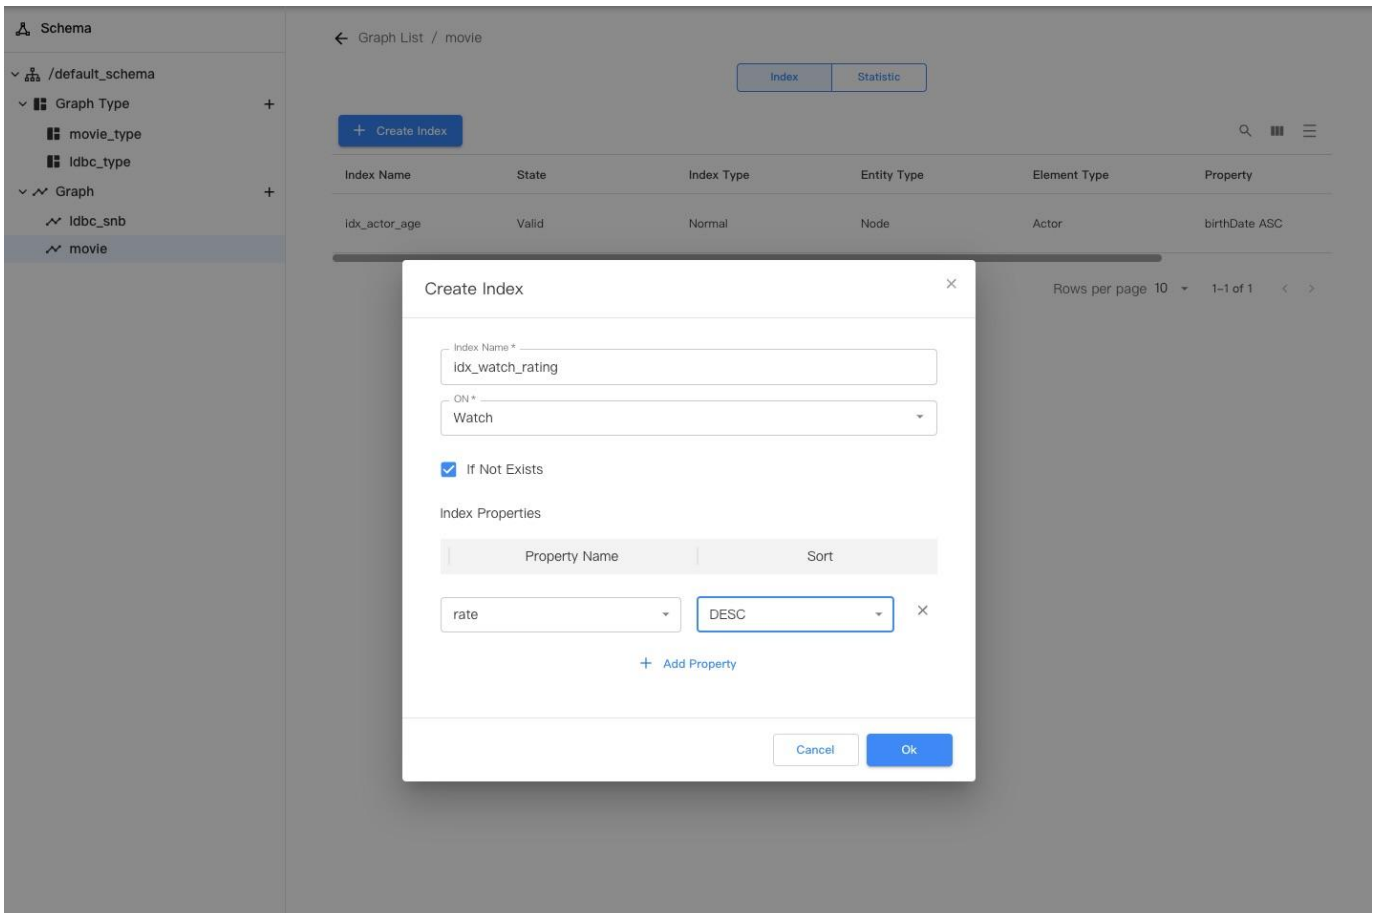 Schema
/default_schema
Graph Type +
movie_type
ldbc_type
Graph +
ldbc_snb
movie
Graph List / movie
Index Statistic
+ Create Index
Index Name State Index Type Entity Type Element Type Property
idx_actor_age Valid Normal Node Actor birthDate ASC
Rows per page 10 1-1 of 1 < >
Create Index
Index Name *
idx_watch_rating
ON *
Watch
If Not Exists
Index Properties
Property Name Sort
rate DESC
+ Add Property
Cancel Ok